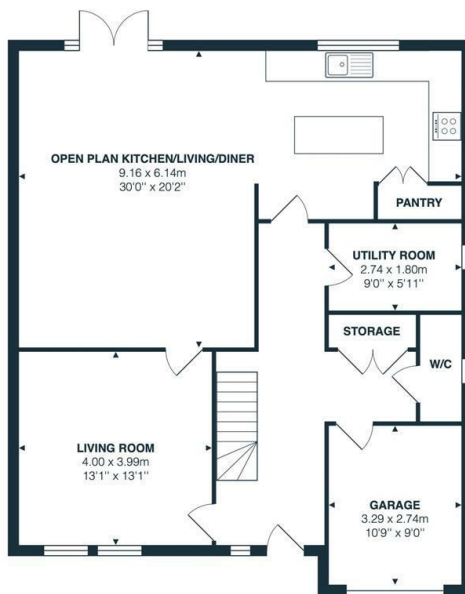 OPEN PLAN KITCHEN/LIVING/DINER
9.16 x 6.14m
30'0'' x 20'2''
PANTRY
UTILITY ROOM
2.74 x 1.80m
9'0'' x 5'11''
STORAGE
W/C
LIVING ROOM
4.00 x 3.99m
13'1'' x 13'1''
GARAGE
3.29 x 2.74m
10'9'' x 9'0''